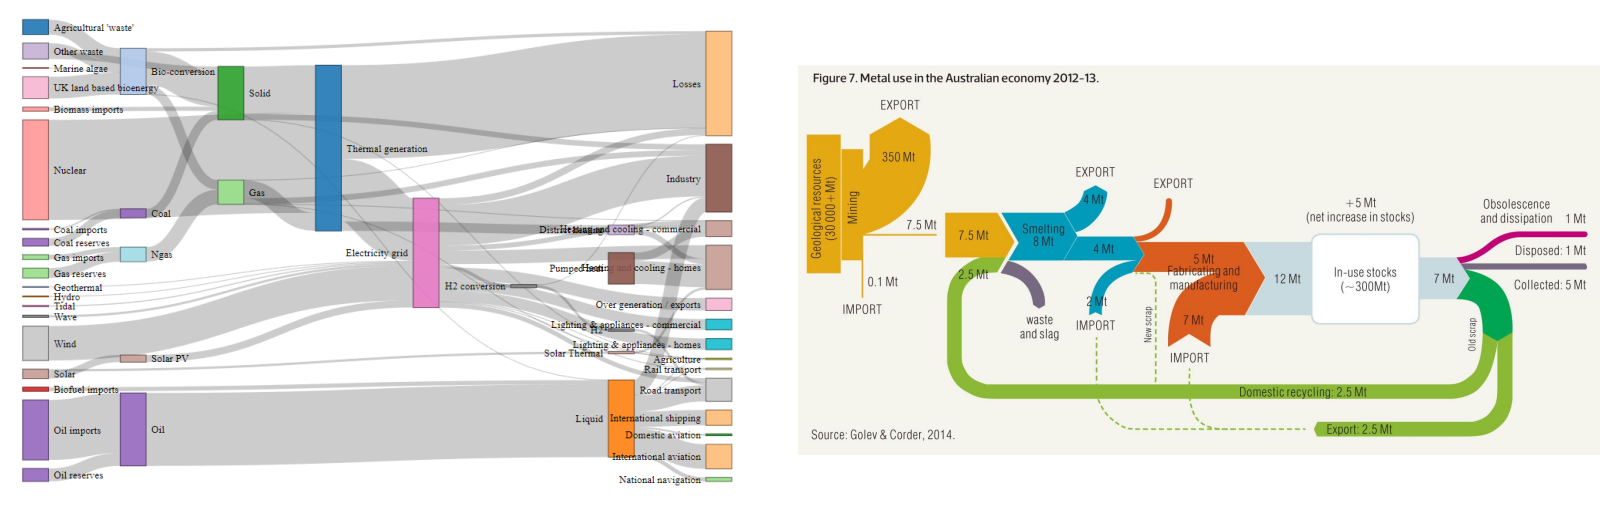 Agricultural 'waste'
Other waste
Marine algae
UK land based bioenergy
Biomass imports
Nuclear
Coal imports
Coal reserves
Gas imports
Gas reserves
Geothermal
Hydro
Tidal
Wave
Wind
Solar
Biofuel imports
Oil imports
Oil reserves
Bio-conversion
Coal
Ngas
Solar PV
Oil
Solid
Gas
Thermal generation
Electricity grid
H2 conversion
District heating
Pumped heat
H2
Solar Thermal
Liquid
Losses
Industry
Heating and cooling - commercial
Heating and cooling - homes
Over generation / exports
Lighting & appliances - commercial
Lighting & appliances - homes
Agriculture
Rail transport
Road transport
International shipping
Domestic aviation
International aviation
National navigation
Figure 7. Metal use in the Australian economy 2012–13.
Geological resources
(30 000 + Mt)
Mining
EXPORT
350 Mt
7.5 Mt
0.1 Mt
IMPORT
7.5 Mt
2.5 Mt
Smelting
8 Mt
EXPORT
4 Mt
4 Mt
2 Mt
IMPORT
waste
and slag
EXPORT
5 Mt
Fabricating and
manufacturing
7 Mt
IMPORT
New scrap
12 Mt
+5 Mt
(net increase in stocks)
In-use stocks
(~300Mt)
7 Mt
Obsolescence
and dissipation 1 Mt
Disposed: 1 Mt
Collected: 5 Mt
Old scrap
Domestic recycling: 2.5 Mt
Export: 2.5 Mt
Source: Golev & Corder, 2014.